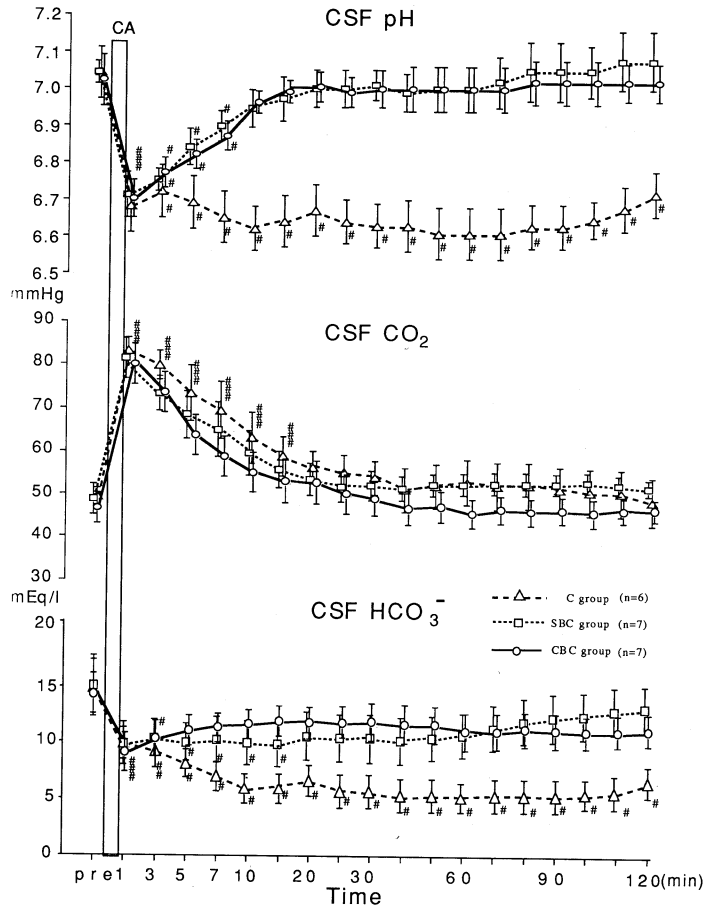 CSF pH
CA
7.2
7.1
7.0
6.9
6.8
6.7
6.6
6.5
mmHg
CSF CO2
90
80
70
60
50
40
30
mEq/l
CSF HCO3-
C group (n=6)
SBC group (n=7)
CBC group (n=7)
20
15
10
5
0
pre 1 3 5 7 10 20 30 60 90 120 (min)
Time